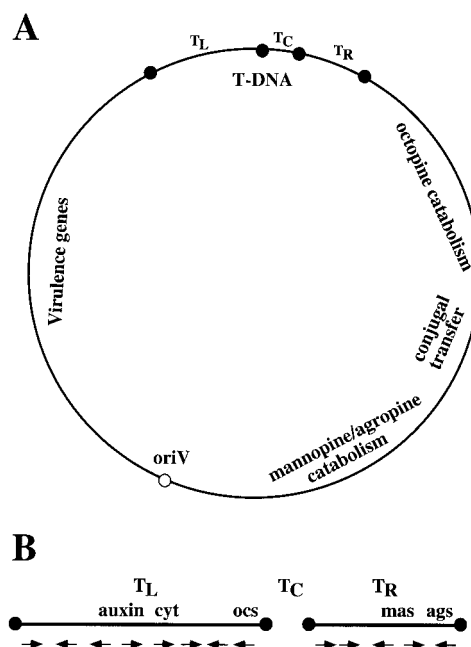 A
TL TC TR
T-DNA
octopine catabolism
Virulence genes
conjugal
transfer
mannopine/agropine
catabolism
oriV
B
TL TC TR
auxin cyt ocs mas ags